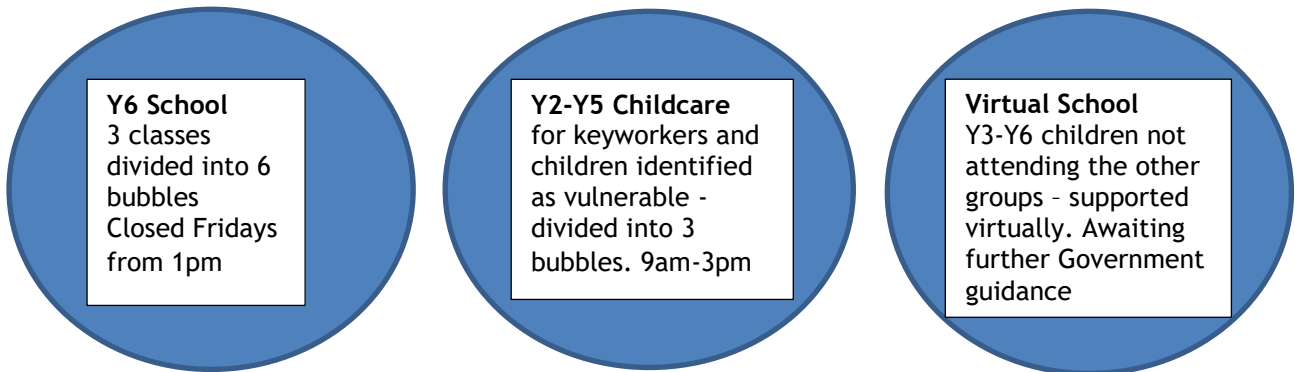 Y6 School
3 classes
divided into 6
bubbles
Closed Fridays
from 1pm
Y2-Y5 Childcare
for keyworkers and
children identified
as vulnerable -
divided into 3
bubbles. 9am-3pm
Virtual School
Y3-Y6 children not
attending the other
groups – supported
virtually. Awaiting
further Government
guidance